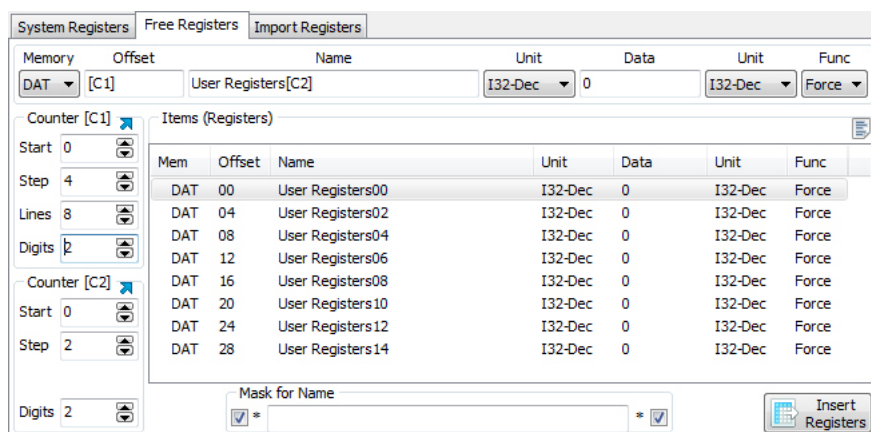 System Registers Free Registers Import Registers
Memory Offset Name Unit Data Unit Func
DAT [C1] User Registers[C2] I32-Dec 0 I32-Dec Force
Counter [C1] Items (Registers)
Start 0
Mem Offset Name Unit Data Unit Func
Step 4
DAT 00 User Registers00 I32-Dec 0 I32-Dec Force
Lines 8
DAT 04 User Registers02 I32-Dec 0 I32-Dec Force
DAT 08 User Registers04 I32-Dec 0 I32-Dec Force
Digits 2
DAT 12 User Registers06 I32-Dec 0 I32-Dec Force
Counter [C2]
DAT 16 User Registers08 I32-Dec 0 I32-Dec Force
Start 0
DAT 20 User Registers10 I32-Dec 0 I32-Dec Force
DAT 24 User Registers12 I32-Dec 0 I32-Dec Force
Step 2
DAT 28 User Registers14 I32-Dec 0 I32-Dec Force
Mask for Name
Digits 2
* *
Insert
Registers